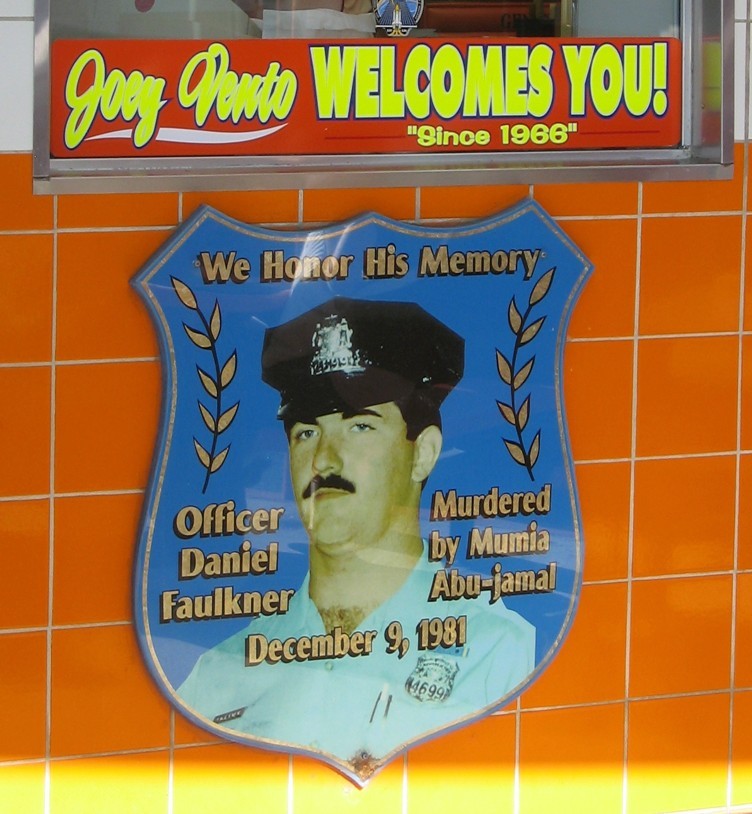 Joey Vento WELCOMES YOU!
"Since 1966"
We Honor His Memory
Officer
Daniel
Faulkner
Murdered
by Mumia
Abu-jamal
December 9, 1981
4699